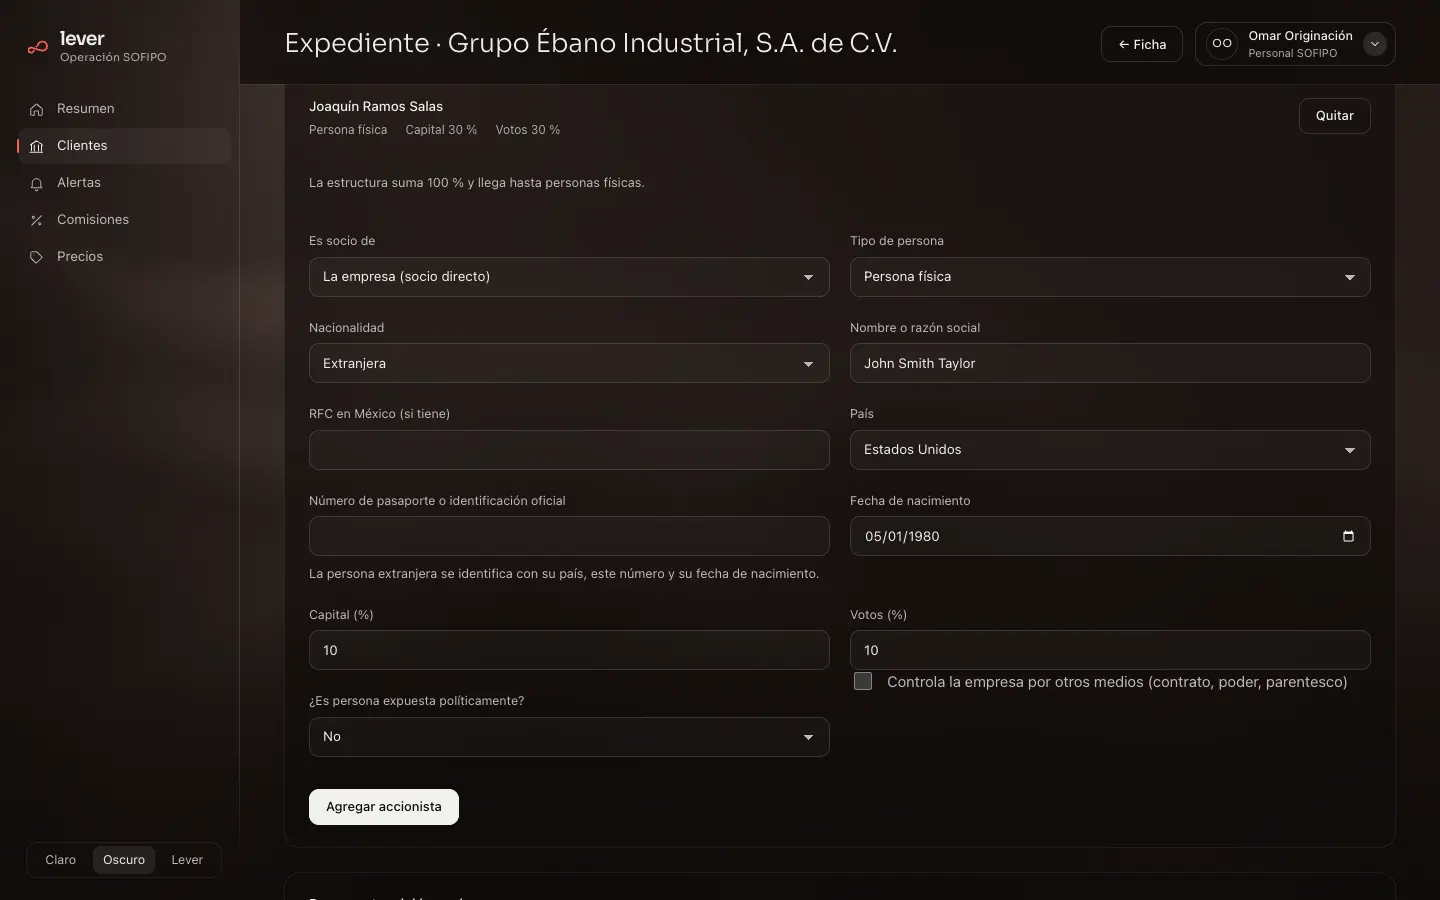 lever
Operación SOFIPO
Resumen
Clientes
Alertas
Comisiones
Precios
Claro
Oscuro
Lever
Expediente · Grupo Ébano Industrial, S.A. de C.V.
← Ficha
OO
Omar Originación
Personal SOFIPO
Joaquín Ramos Salas
Persona física Capital 30 % Votos 30 %
Quitar
La estructura suma 100 % y llega hasta personas físicas.
Es socio de
La empresa (socio directo)
Tipo de persona
Persona física
Nacionalidad
Extranjera
Nombre o razón social
John Smith Taylor
RFC en México (si tiene)
País
Estados Unidos
Número de pasaporte o identificación oficial
La persona extranjera se identifica con su país, este número y su fecha de nacimiento.
Fecha de nacimiento
05/01/1980
Capital (%)
10
Votos (%)
10
Controla la empresa por otros medios (contrato, poder, parentesco)
¿Es persona expuesta políticamente?
No
Agregar accionista